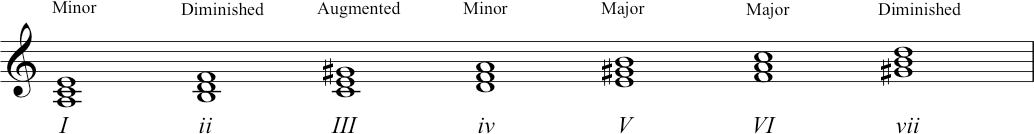 Minor Diminished Augmented Minor Major Major Diminished
I ii III iv V VI vii